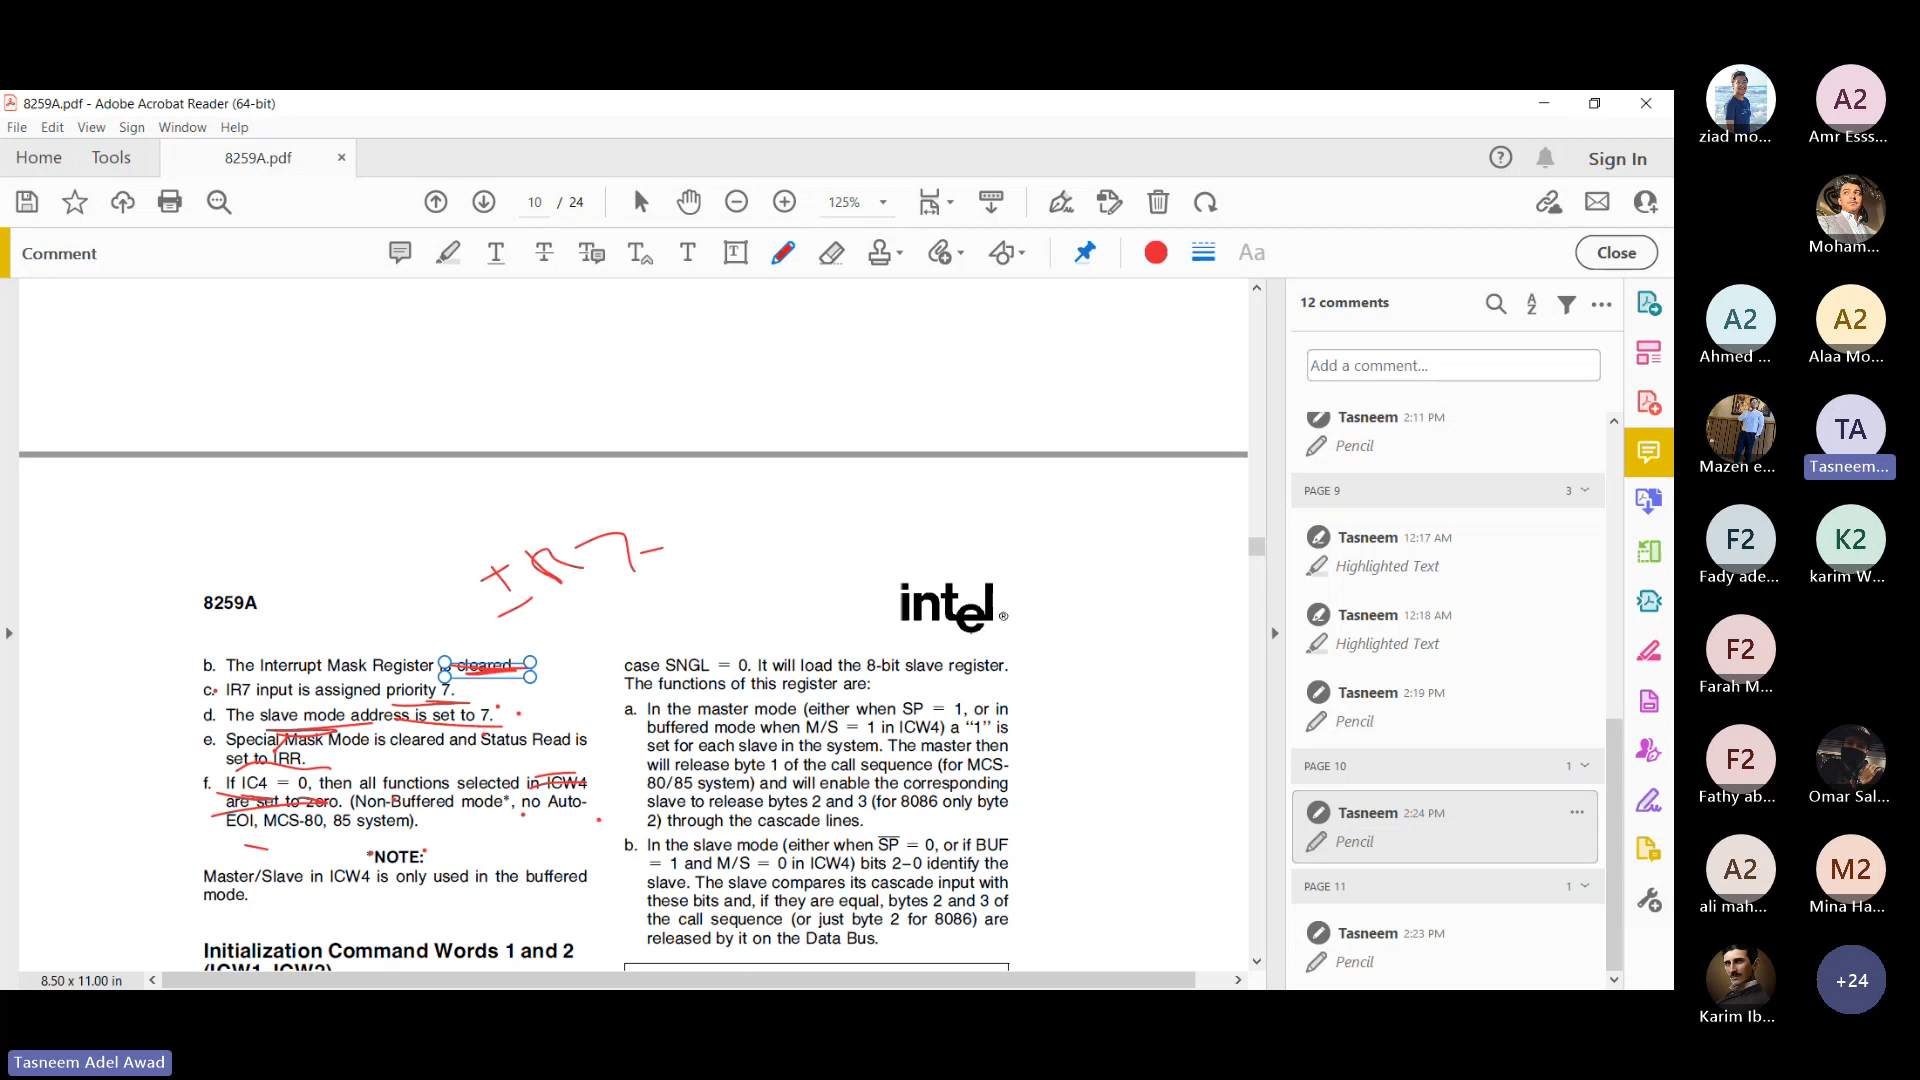 8259A.pdf - Adobe Acrobat Reader (64-bit)
File Edit View Sign Window Help
Home Tools 8259A.pdf × Sign In
10 / 24 125%
Comment Close
12 comments
Add a comment...
Tasneem 2:11 PM
Pencil
PAGE 9 3
Tasneem 12:17 AM
Highlighted Text
Tasneem 12:18 AM
Highlighted Text
Tasneem 2:19 PM
Pencil
PAGE 10 1
Tasneem 2:24 PM
Pencil
PAGE 11 1
Tasneem 2:23 PM
Pencil
IR7
8259A
intel®
b. The Interrupt Mask Register is cleared.
c. IR7 input is assigned priority 7.
d. The slave mode address is set to 7.
e. Special Mask Mode is cleared and Status Read is
set to IRR.
f. If IC4 = 0, then all functions selected in ICW4
are set to zero. (Non-Buffered mode*, no Auto-
EOI, MCS-80, 85 system).
*NOTE:
Master/Slave in ICW4 is only used in the buffered
mode.
Initialization Command Words 1 and 2
(ICW1, ICW2)
case SNGL = 0. It will load the 8-bit slave register.
The functions of this register are:
a. In the master mode (either when SP = 1, or in
buffered mode when M/S = 1 in ICW4) a “1” is
set for each slave in the system. The master then
will release byte 1 of the call sequence (for MCS-
80/85 system) and will enable the corresponding
slave to release bytes 2 and 3 (for 8086 only byte
2) through the cascade lines.
b. In the slave mode (either when SP = 0, or if BUF
= 1 and M/S = 0 in ICW4) bits 2–0 identify the
slave. The slave compares its cascade input with
these bits and, if they are equal, bytes 2 and 3 of
the call sequence (or just byte 2 for 8086) are
released by it on the Data Bus.
8.50 x 11.00 in
ziad mo...
A2
Amr Esss...
Moham...
A2
Ahmed ...
A2
Alaa Mo...
Mazen e...
TA
Tasneem...
F2
Fady ade...
K2
karim W...
F2
Farah M...
F2
Fathy ab...
Omar Sal...
A2
ali mah...
M2
Mina Ha...
Karim Ib...
+24
Tasneem Adel Awad